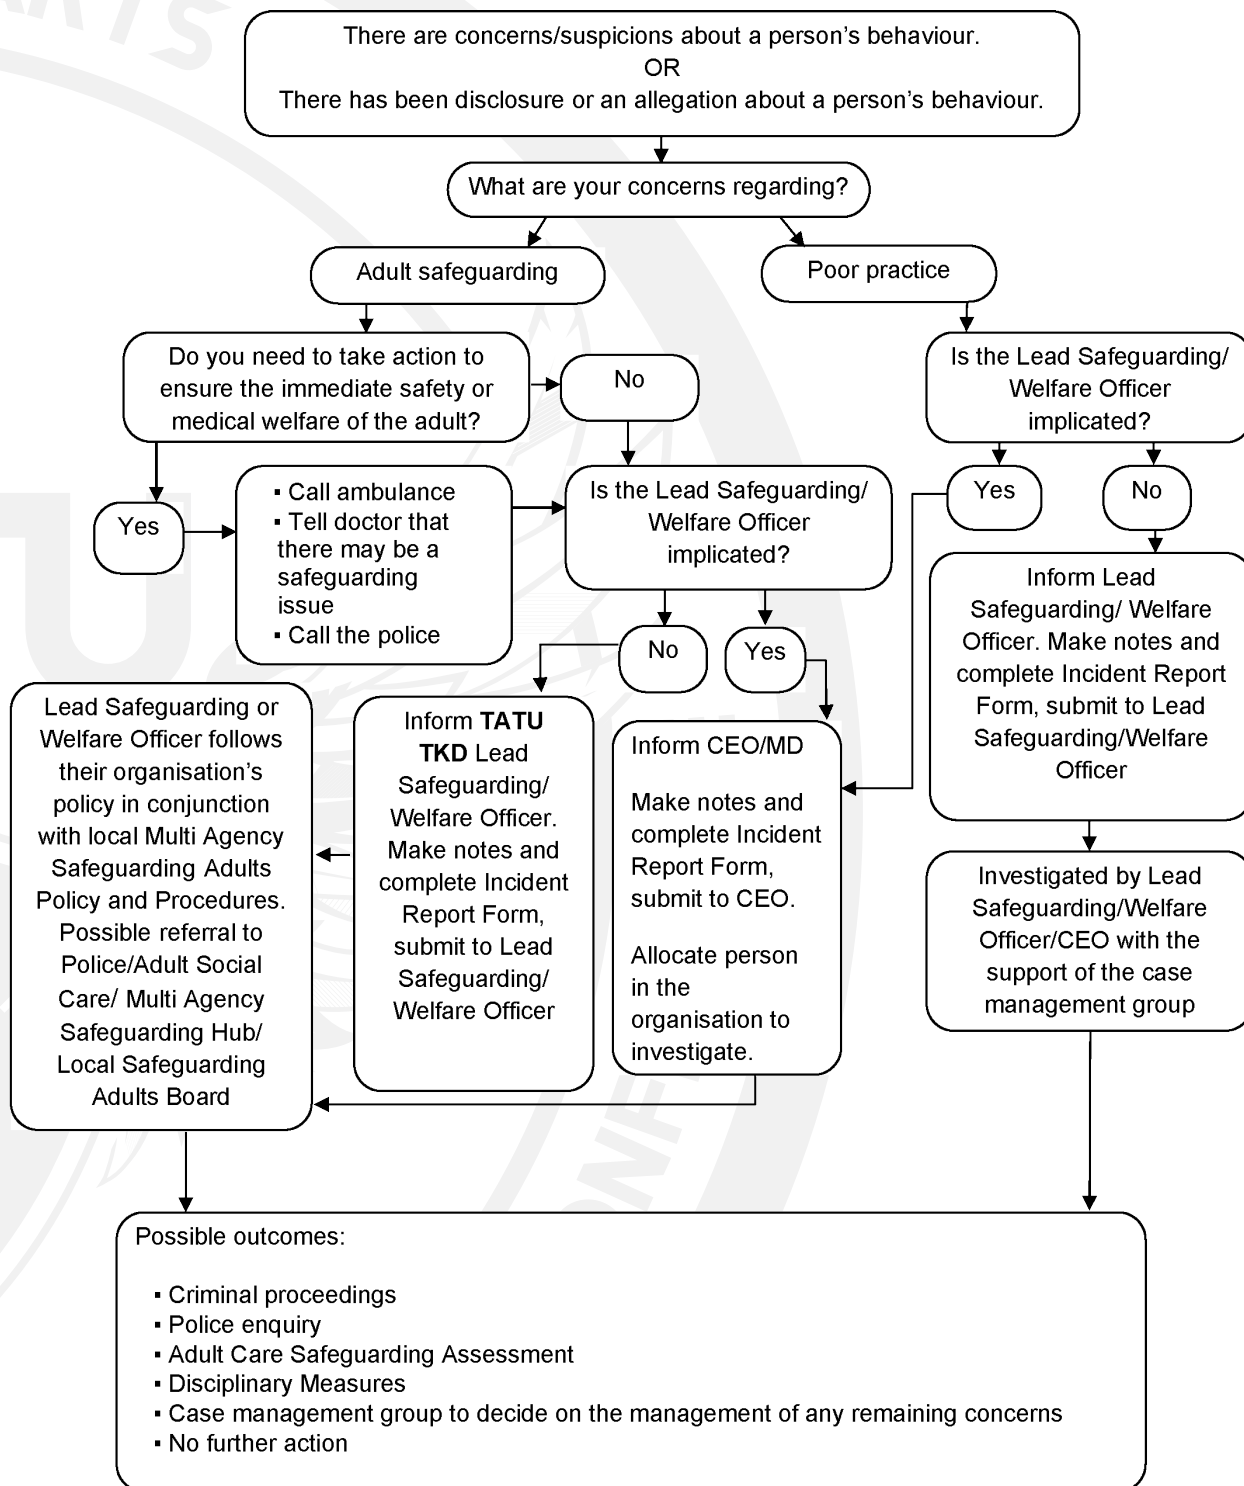 There are concerns/suspicions about a person's behaviour.
OR
There has been disclosure or an allegation about a person's behaviour.
What are your concerns regarding?
Adult safeguarding
Poor practice
Do you need to take action to
ensure the immediate safety or
medical welfare of the adult?
No
Is the Lead Safeguarding/
Welfare Officer
implicated?
Yes
▪ Call ambulance
▪ Tell doctor that
there may be a
safeguarding
issue
▪ Call the police
Is the Lead Safeguarding/
Welfare Officer
implicated?
Yes
No
No
Yes
Inform Lead
Safeguarding/ Welfare
Officer. Make notes and
complete Incident Report
Form, submit to Lead
Safeguarding/Welfare
Officer
Lead Safeguarding or
Welfare Officer follows
their organisation's
policy in conjunction
with local Multi Agency
Safeguarding Adults
Policy and Procedures.
Possible referral to
Police/Adult Social
Care/ Multi Agency
Safeguarding Hub/
Local Safeguarding
Adults Board
Inform TATU
TKD Lead
Safeguarding/
Welfare Officer.
Make notes and
complete Incident
Report Form,
submit to Lead
Safeguarding/
Welfare Officer
Inform CEO/MD
Make notes and
complete Incident
Report Form,
submit to CEO.
Allocate person
in the
organisation to
investigate.
Investigated by Lead
Safeguarding/Welfare
Officer/CEO with the
support of the case
management group
Possible outcomes:
▪ Criminal proceedings
▪ Police enquiry
▪ Adult Care Safeguarding Assessment
▪ Disciplinary Measures
▪ Case management group to decide on the management of any remaining concerns
▪ No further action